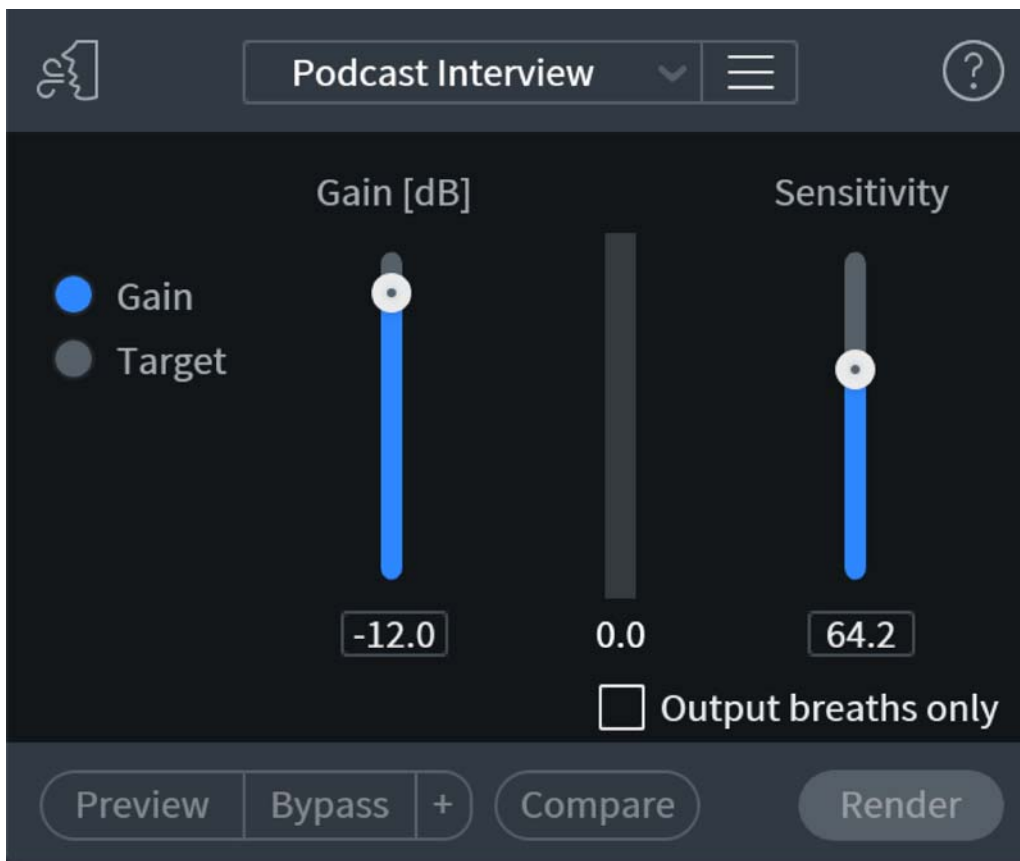 Podcast Interview
?
Gain [dB]
Sensitivity
Gain
Target
-12.0
0.0
64.2
Output breaths only
Preview
Bypass
+
Compare
Render